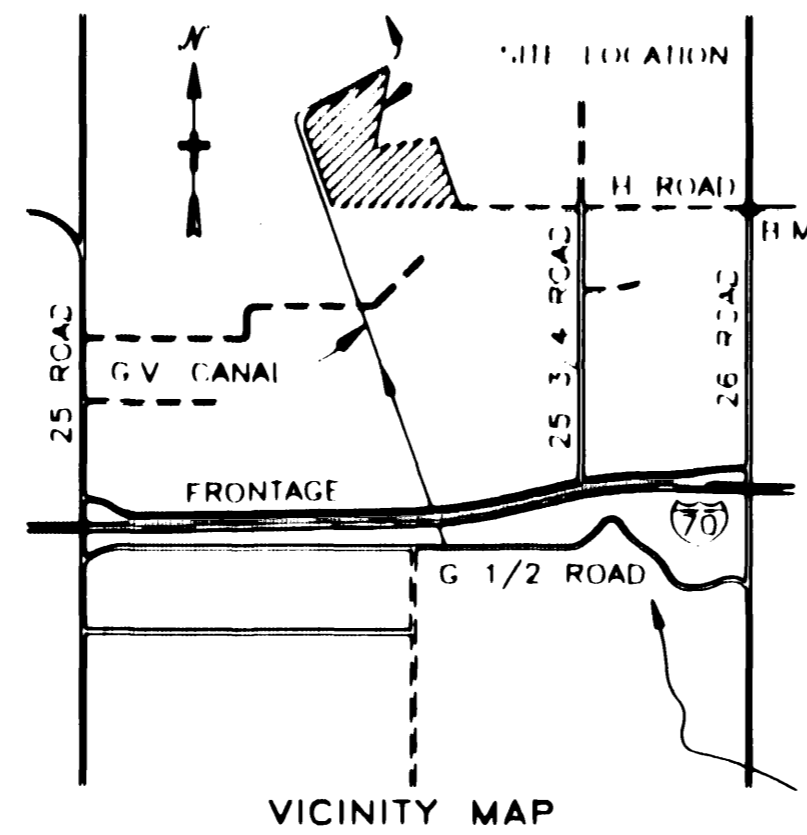 N
SITE LOCATION
H ROAD
B M
25 ROAD
25 3 4 ROAD
26 ROAD
G V CANAL
FRONTAGE
70
G 1/2 ROAD
VICINITY MAP